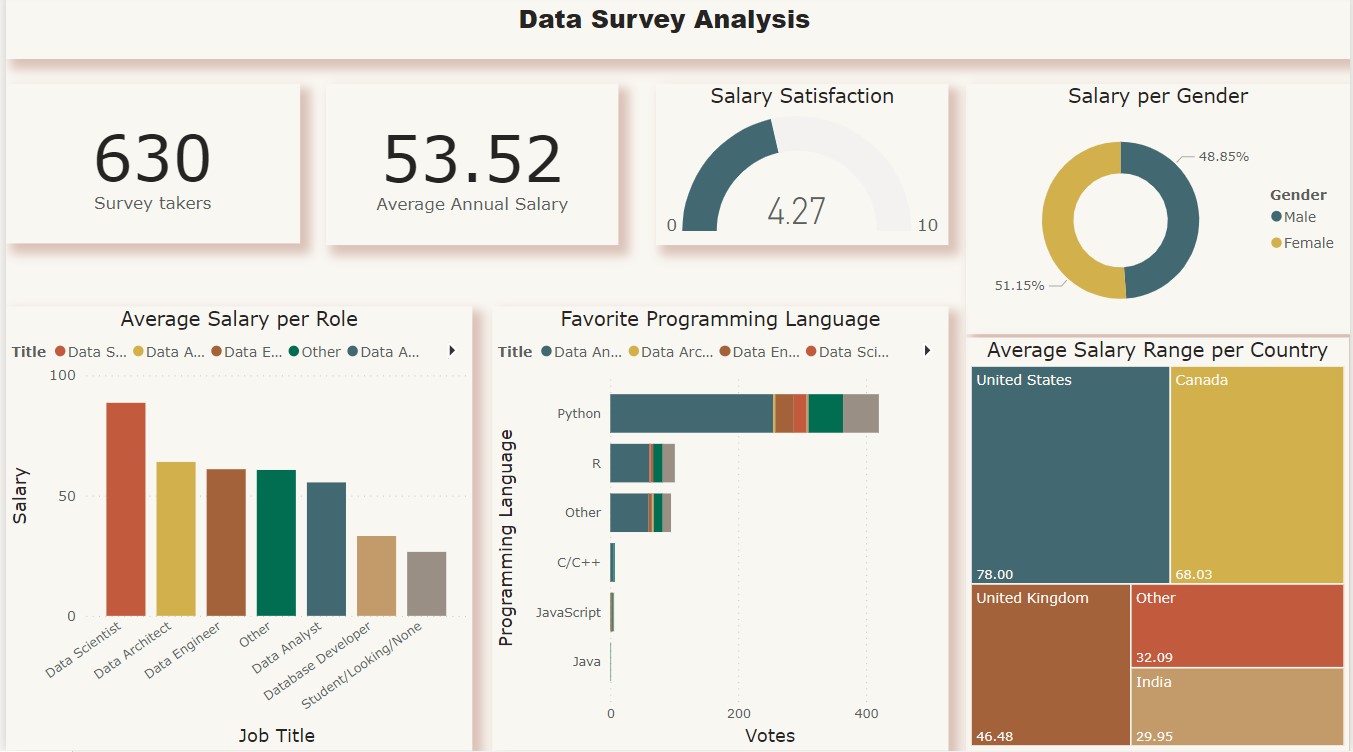 Data Survey Analysis
630
Survey takers
53.52
Average Annual Salary
Salary Satisfaction
4.27
0
10
Salary per Gender
48.85%
51.15%
Gender
Male
Female
Average Salary per Role
Title Data S... Data A... Data E... Other Data A...
100
50
0
Salary
Data Scientist
Data Architect
Data Engineer
Other
Data Analyst
Database Developer
Student/Looking/None
Job Title
Favorite Programming Language
Title Data An... Data Arc... Data En... Data Sci...
Programming Language
Python
R
Other
C/C++
JavaScript
Java
0 200 400
Votes
Average Salary Range per Country
United States
78.00
Canada
68.03
United Kingdom
46.48
Other
32.09
India
29.95